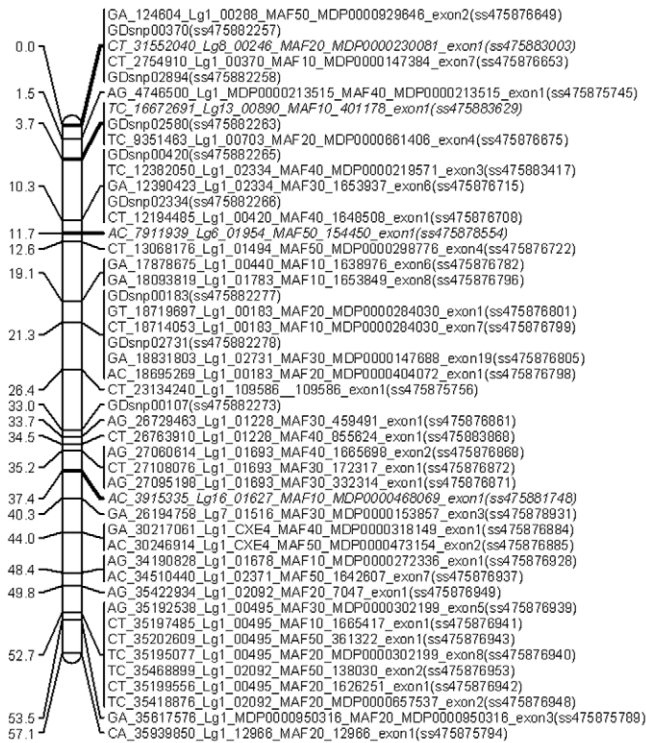 GA_124604_Lg1_00288_MAF50_MDP0000929646_exon2(ss475876649)
GDsnp00370(ss475882257)
0.0 CT_31552040_Lg8_00246_MAF20_MDP0000230081_exon1(ss475883003)
CT_2754910_Lg1_00370_MAF10_MDP0000147384_exon7(ss475876653)
GDsnp02894(ss475882258)
1.5 AG_4746500_Lg1_MDP0000213515_MAF40_MDP0000213515_exon1(ss475875745)
TC_16672691_Lg13_00890_MAF10_401178_exon1(ss475883629)
3.7 GDsnp02580(ss475882263)
TC_9351463_Lg1_00703_MAF20_MDP0000661406_exon4(ss475876675)
GDsnp00420(ss475882265)
TC_12382050_Lg1_02334_MAF40_MDP0000219571_exon3(ss475883417)
10.3 GA_12390423_Lg1_02334_MAF30_1653937_exon6(ss475876715)
GDsnp02334(ss475882266)
CT_12194485_Lg1_00420_MAF40_1648508_exon1(ss475876708)
11.7 AC_7911939_Lg6_01954_MAF50_154450_exon1(ss475878554)
12.6 CT_13068176_Lg1_01494_MAF50_MDP0000298776_exon4(ss475876722)
19.1 GA_17878675_Lg1_00440_MAF10_1638976_exon6(ss475876782)
GA_18093819_Lg1_01783_MAF10_1653849_exon8(ss475876796)
GDsnp00183(ss475882277)
GT_18719697_Lg1_00183_MAF20_MDP0000284030_exon1(ss475876801)
21.3 CT_18714053_Lg1_00183_MAF10_MDP0000284030_exon7(ss475876799)
GDsnp02731(ss475882278)
GA_18831803_Lg1_02731_MAF30_MDP0000147688_exon19(ss475876805)
AC_18695269_Lg1_00183_MAF20_MDP0000404072_exon1(ss475876798)
26.4 CT_23134240_Lg1_109586__109586_exon1(ss475875756)
33.0 GDsnp00107(ss475882273)
33.7 AG_26729463_Lg1_01228_MAF30_459491_exon1(ss475876861)
34.5 CT_26763910_Lg1_01228_MAF40_855624_exon1(ss475883868)
AG_27060614_Lg1_01693_MAF40_1665698_exon2(ss475876868)
35.2 CT_27108076_Lg1_01693_MAF30_172317_exon1(ss475876872)
AG_27095198_Lg1_01693_MAF30_332314_exon1(ss475876871)
37.4 AC_3915335_Lg16_01627_MAF10_MDP0000468069_exon1(ss475881748)
40.3 GA_26194758_Lg7_01516_MAF30_MDP0000153857_exon3(ss475878931)
44.0 GA_30217061_Lg1_CXE4_MAF40_MDP0000318149_exon1(ss475876884)
AC_30246914_Lg1_CXE4_MAF50_MDP0000473154_exon2(ss475876885)
AG_34190828_Lg1_01678_MAF10_MDP0000272336_exon1(ss475876928)
48.4 AC_34510440_Lg1_02371_MAF50_1642607_exon7(ss475876937)
49.8 AG_35422934_Lg1_02092_MAF20_7047_exon1(ss475876949)
AG_35192538_Lg1_00495_MAF30_MDP0000302199_exon5(ss475876939)
CT_35197485_Lg1_00495_MAF10_1665417_exon1(ss475876941)
CT_35202609_Lg1_00495_MAF50_361322_exon1(ss475876943)
52.7 TC_35195077_Lg1_00495_MAF20_MDP0000302199_exon8(ss475876940)
TC_35468899_Lg1_02092_MAF50_138030_exon2(ss475876953)
CT_35199556_Lg1_00495_MAF20_1626251_exon1(ss475876942)
TC_35418876_Lg1_02092_MAF20_MDP0000657537_exon2(ss475876948)
53.5 GA_35617576_Lg1_MDP0000950316_MAF20_MDP0000950316_exon3(ss475875789)
57.1 CA_35939850_Lg1_12966_MAF20_12966_exon1(ss475875794)